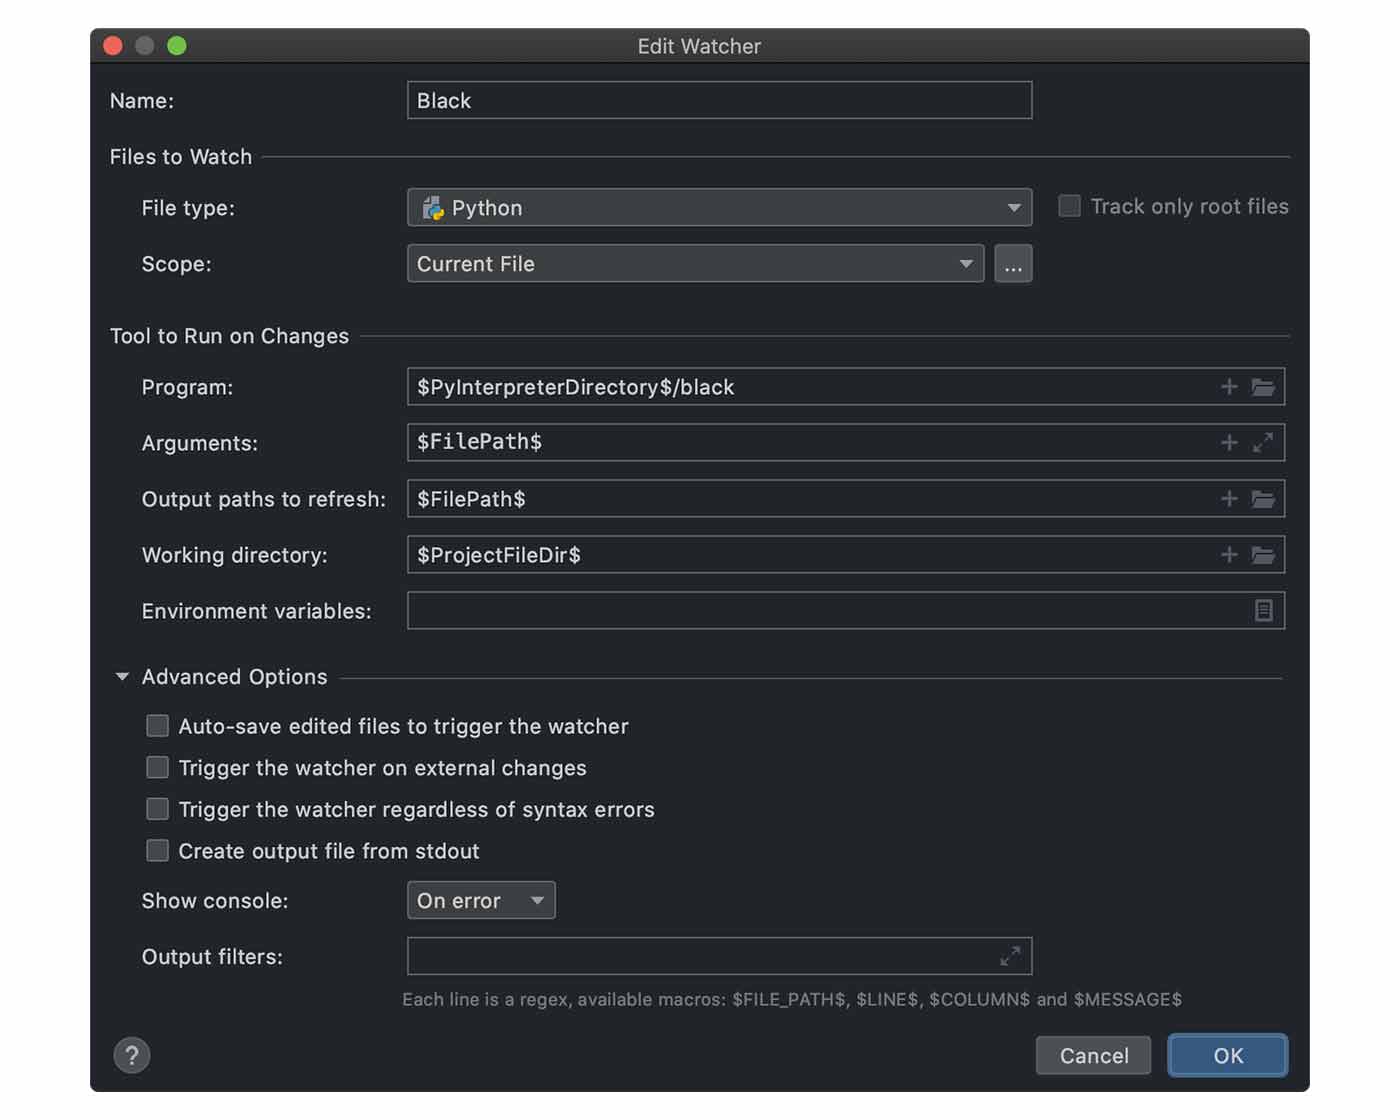 Edit Watcher
Name: Black
Files to Watch
File type: Python Track only root files
Scope: Current File ...
Tool to Run on Changes
Program: $PyInterpreterDirectory$/black
Arguments: $FilePath$
Output paths to refresh: $FilePath$
Working directory: $ProjectFileDir$
Environment variables:
Advanced Options
Auto-save edited files to trigger the watcher
Trigger the watcher on external changes
Trigger the watcher regardless of syntax errors
Create output file from stdout
Show console: On error
Output filters:
Each line is a regex, available macros: $FILE_PATH$, $LINE$, $COLUMN$ and $MESSAGE$
? Cancel OK